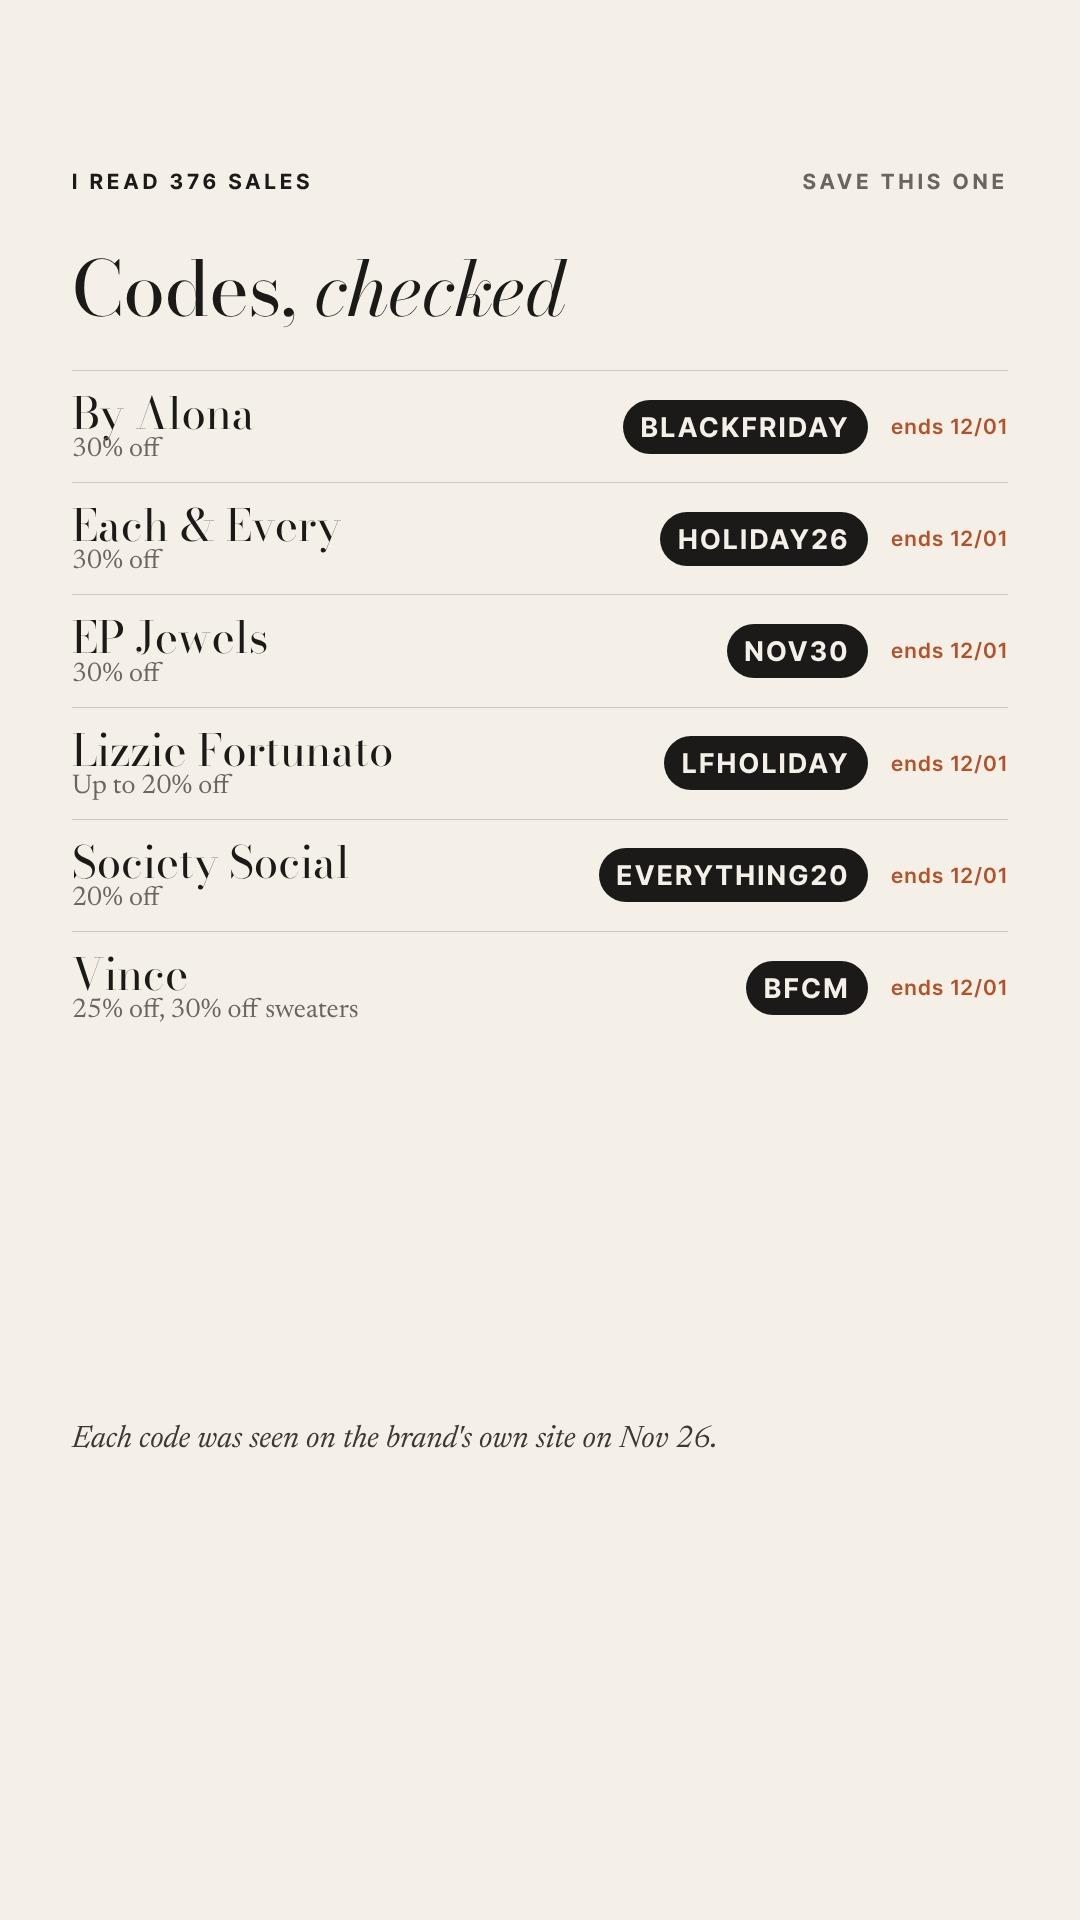 I READ 376 SALES
SAVE THIS ONE
Codes, checked
By Alona
30% off
BLACKFRIDAY
ends 12/01
Each & Every
30% off
HOLIDAY26
ends 12/01
EP Jewels
30% off
NOV30
ends 12/01
Lizzie Fortunato
Up to 20% off
LFHOLIDAY
ends 12/01
Society Social
20% off
EVERYTHING20
ends 12/01
Vince
25% off, 30% off sweaters
BFCM
ends 12/01
Each code was seen on the brand's own site on Nov 26.